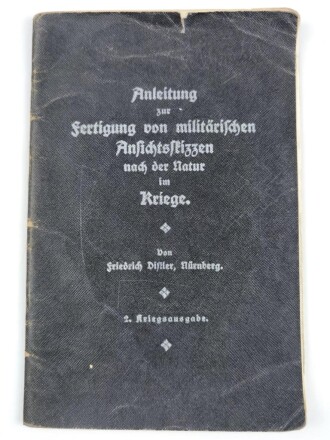 Anleitung
zur
Fertigung von militärischen
Ansichtsskizzen
nach der Natur
im
Kriege.
Von
Friedrich Distler, Nürnberg.
2. Kriegsausgabe.